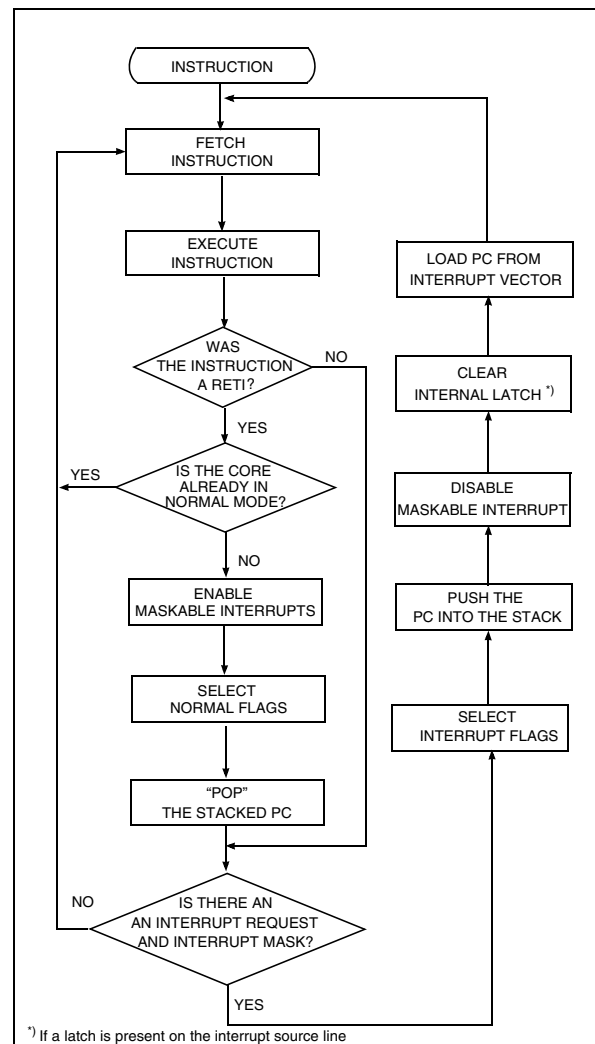 INSTRUCTION
FETCH
INSTRUCTION
EXECUTE
INSTRUCTION
WAS
THE INSTRUCTION
A RETI?
NO
YES
IS THE CORE
ALREADY IN
NORMAL MODE?
YES
NO
ENABLE
MASKABLE INTERRUPTS
SELECT
NORMAL FLAGS
“POP”
THE STACKED PC
IS THERE AN
AN INTERRUPT REQUEST
AND INTERRUPT MASK?
NO
YES
SELECT
INTERRUPT FLAGS
PUSH THE
PC INTO THE STACK
DISABLE
MASKABLE INTERRUPT
CLEAR
INTERNAL LATCH *)
LOAD PC FROM
INTERRUPT VECTOR
*) If a latch is present on the interrupt source line